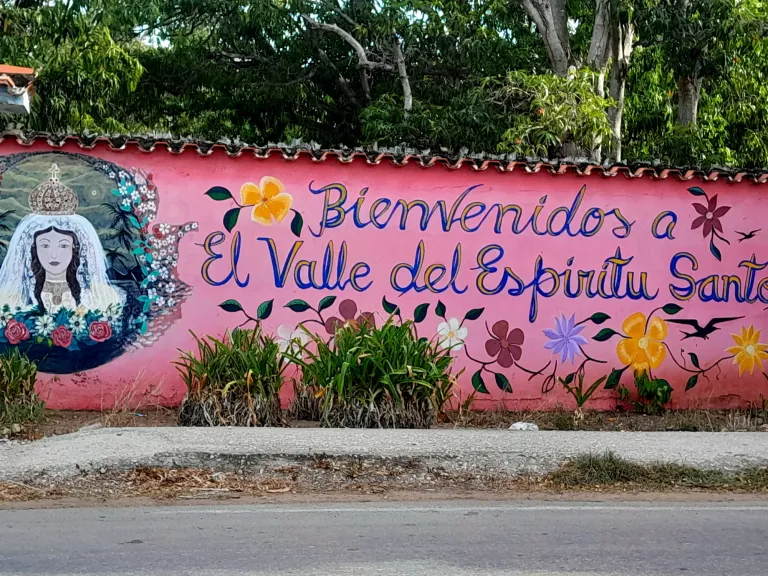 Bienvenidos a
El Valle del Espiritu Santo